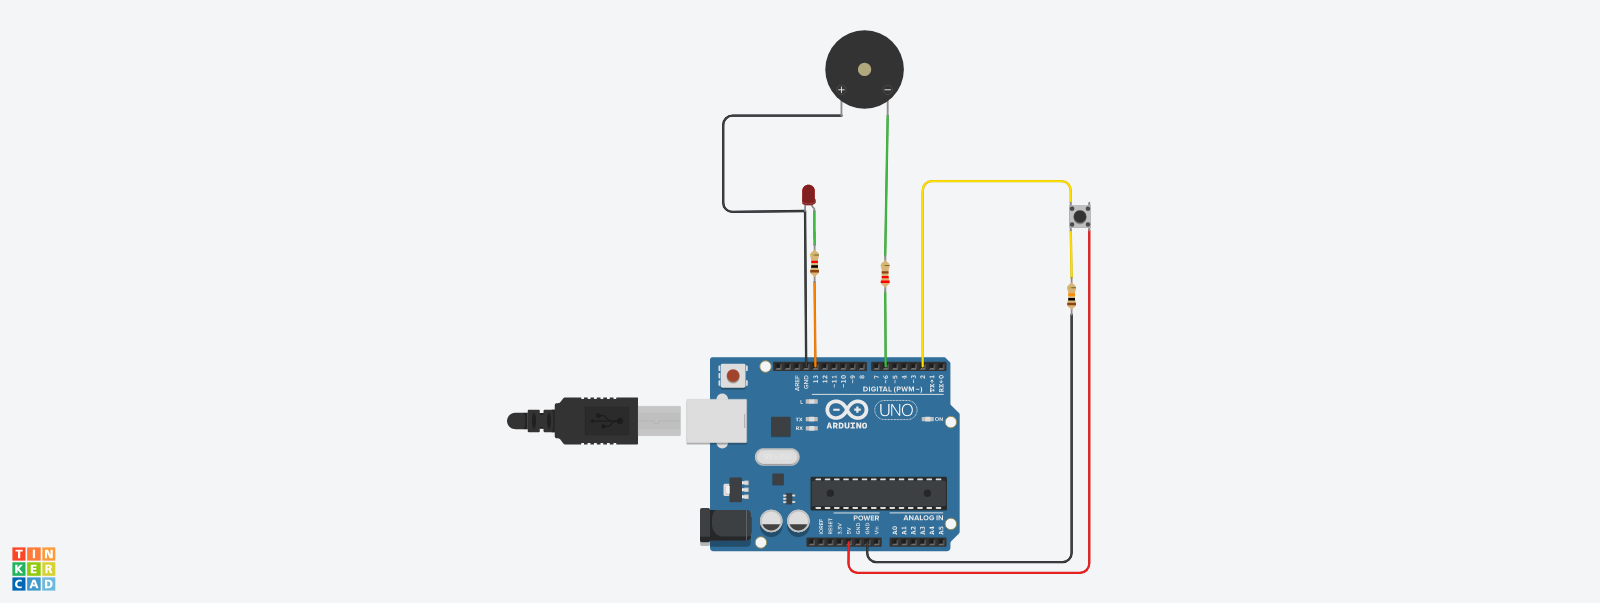 + −
AREF
GND
13
12
~11
~10
~9
8
7
~6
~5
4
~3
2
TX→1
RX←0
DIGITAL (PWM~)
L
TX
RX
UNO
ON
ARDUINO
POWER
ANALOG IN
IOREF
RESET
3.3V
5V
GND
GND
Vin
A0
A1
A2
A3
A4
A5
TIN
KER
CAD